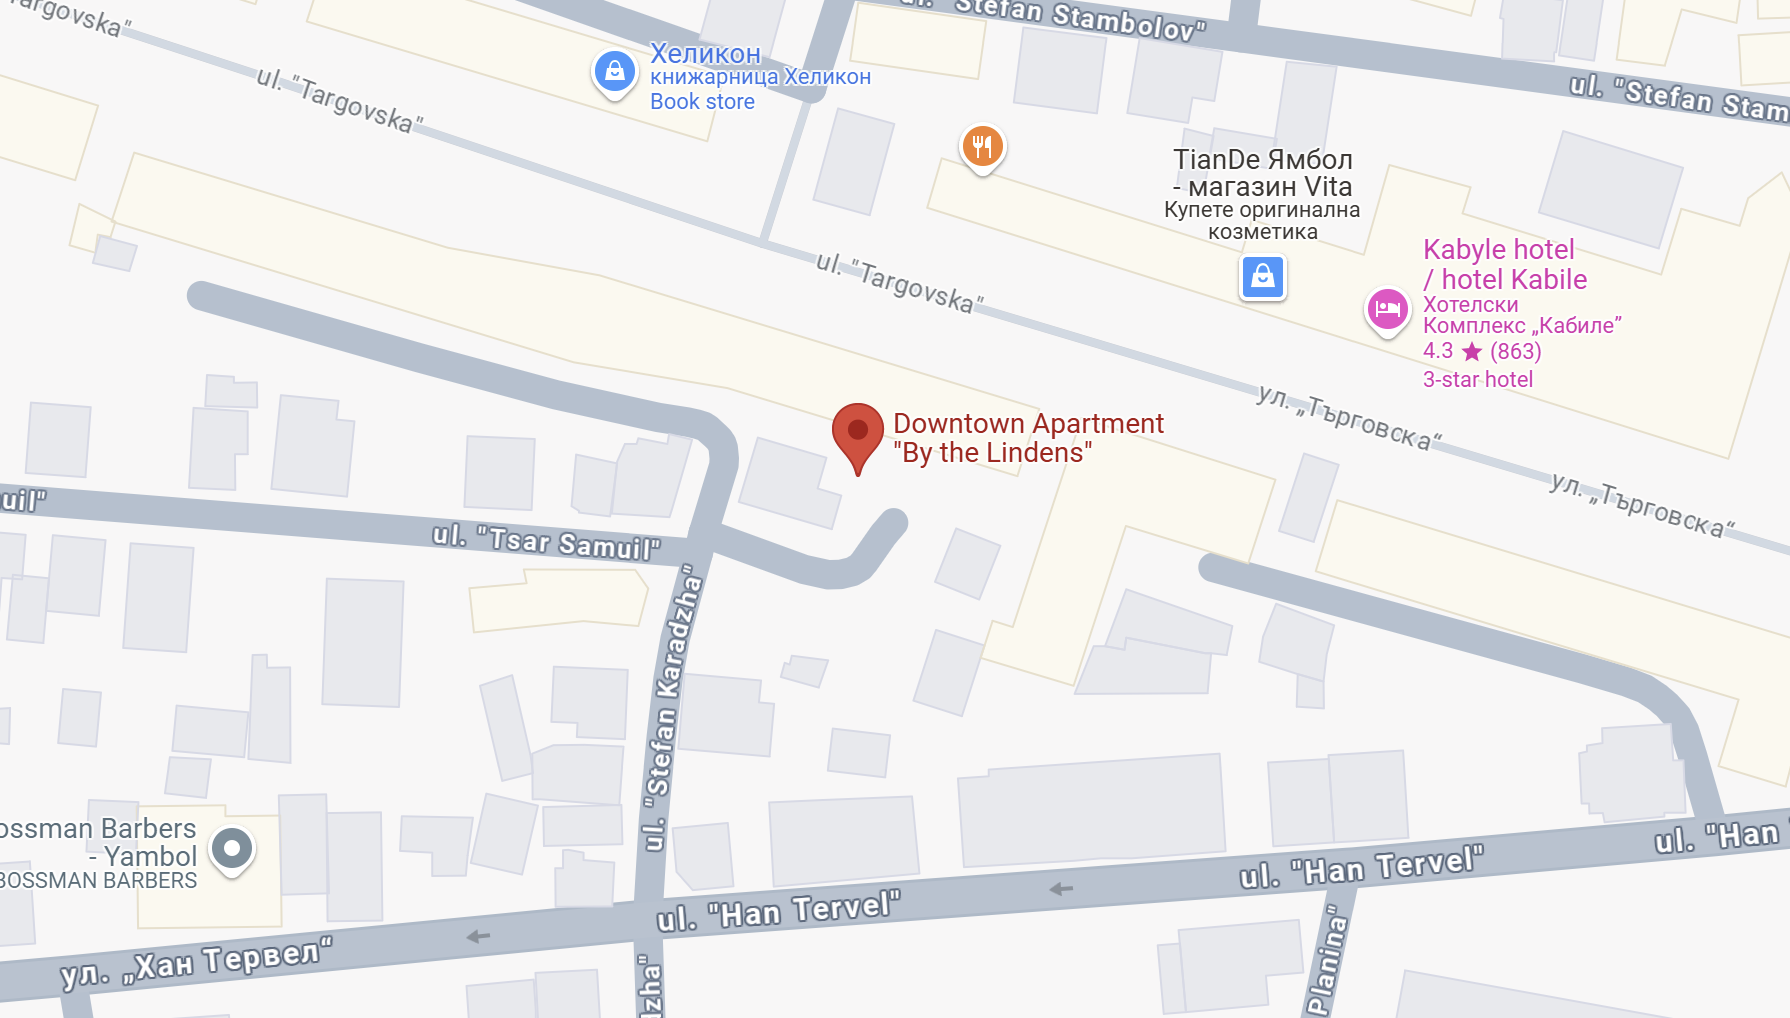 Targovska"
ul. "Targovska"
Хеликон
книжарница Хеликон
Book store
ul. "Stefan Stambolov"
ul. "Stefan Stam
TianDe Ямбол
- магазин Vita
Купете оригинална
козметика
ul. "Targovska"
Kabyle hotel
/ hotel Kabile
Хотелски
Комплекс „Кабиле”
4.3 ★ (863)
3-star hotel
ул. „Търговска“
ул. „Търговска“
Downtown Apartment
"By the Lindens"
uil"
ul. "Tsar Samuil"
ul. "Stefan Karadzha"
ossman Barbers
- Yambol
BOSSMAN BARBERS
ul. "Han Tervel"
ul. "Han Tervel"
ul. "Han
ул. „Хан Тервел“
dzha"
Planina"